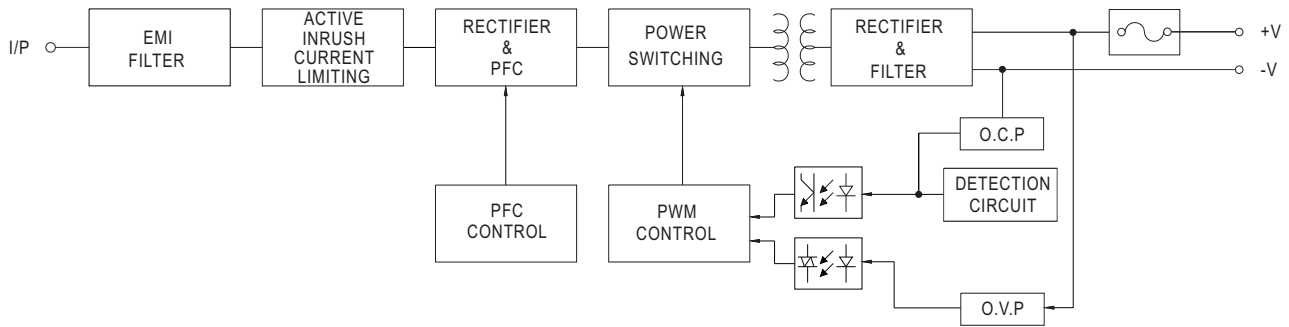 I/P
EMI
FILTER
ACTIVE
INRUSH
CURRENT
LIMITING
RECTIFIER
&
PFC
POWER
SWITCHING
RECTIFIER
&
FILTER
+V
-V
O.C.P
DETECTION
CIRCUIT
PFC
CONTROL
PWM
CONTROL
O.V.P